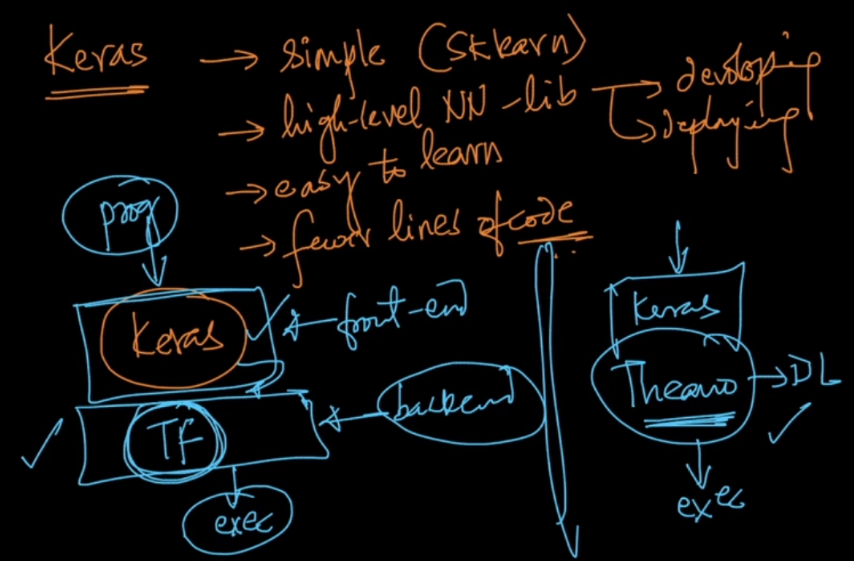 Keras → simple (Sklearn)
→ high-level NN-lib → developing
→ deploying
→ easy to learn
→ fewer lines of code
prog
Keras ← front-end
TF ← backend
exec
Keras
Theano → DL
exec